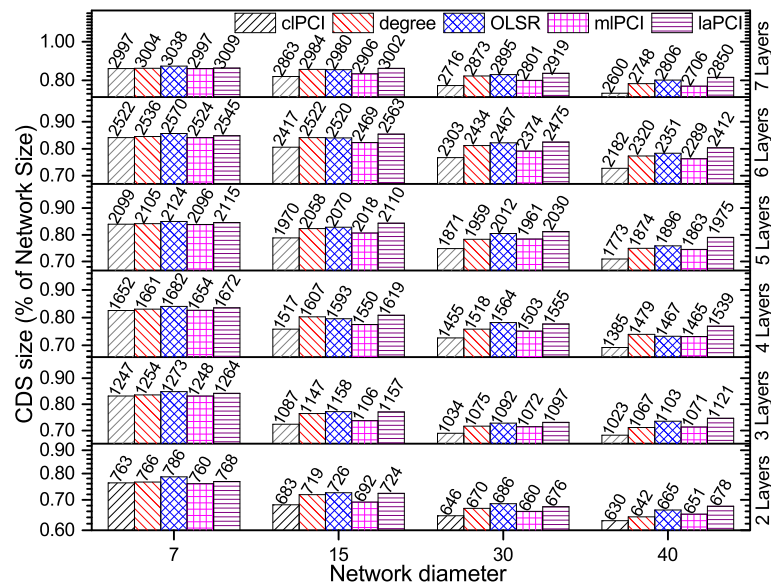 clPCI degree OLSR mlPCI laPCI
CDS size (% of Network Size)
1.00
0.80
2997 3004 3038 2997 3009 2863 2984 2980 2906 3002 2716 2873 2895 2801 2919 2600 2748 2806 2706 2850
7 Layers
0.90
0.80
0.70
2522 2536 2570 2524 2545 2417 2522 2520 2469 2563 2303 2434 2467 2374 2475 2182 2320 2351 2289 2412
6 Layers
0.90
0.80
0.70
2099 2105 2124 2096 2115 1970 2058 2070 2018 2110 1871 1959 2012 1961 2030 1773 1874 1896 1863 1975
5 Layers
0.90
0.80
0.70
1652 1661 1682 1654 1672 1517 1607 1593 1550 1619 1455 1518 1564 1503 1555 1385 1479 1467 1465 1539
4 Layers
0.90
0.80
0.70
1247 1254 1273 1248 1264 1087 1147 1158 1106 1157 1034 1075 1092 1072 1097 1023 1067 1103 1071 1121
3 Layers
0.90
0.80
0.70
0.60
763 766 786 760 768 683 719 726 692 724 646 670 686 660 676 630 642 665 651 678
2 Layers
7 15 30 40
Network diameter